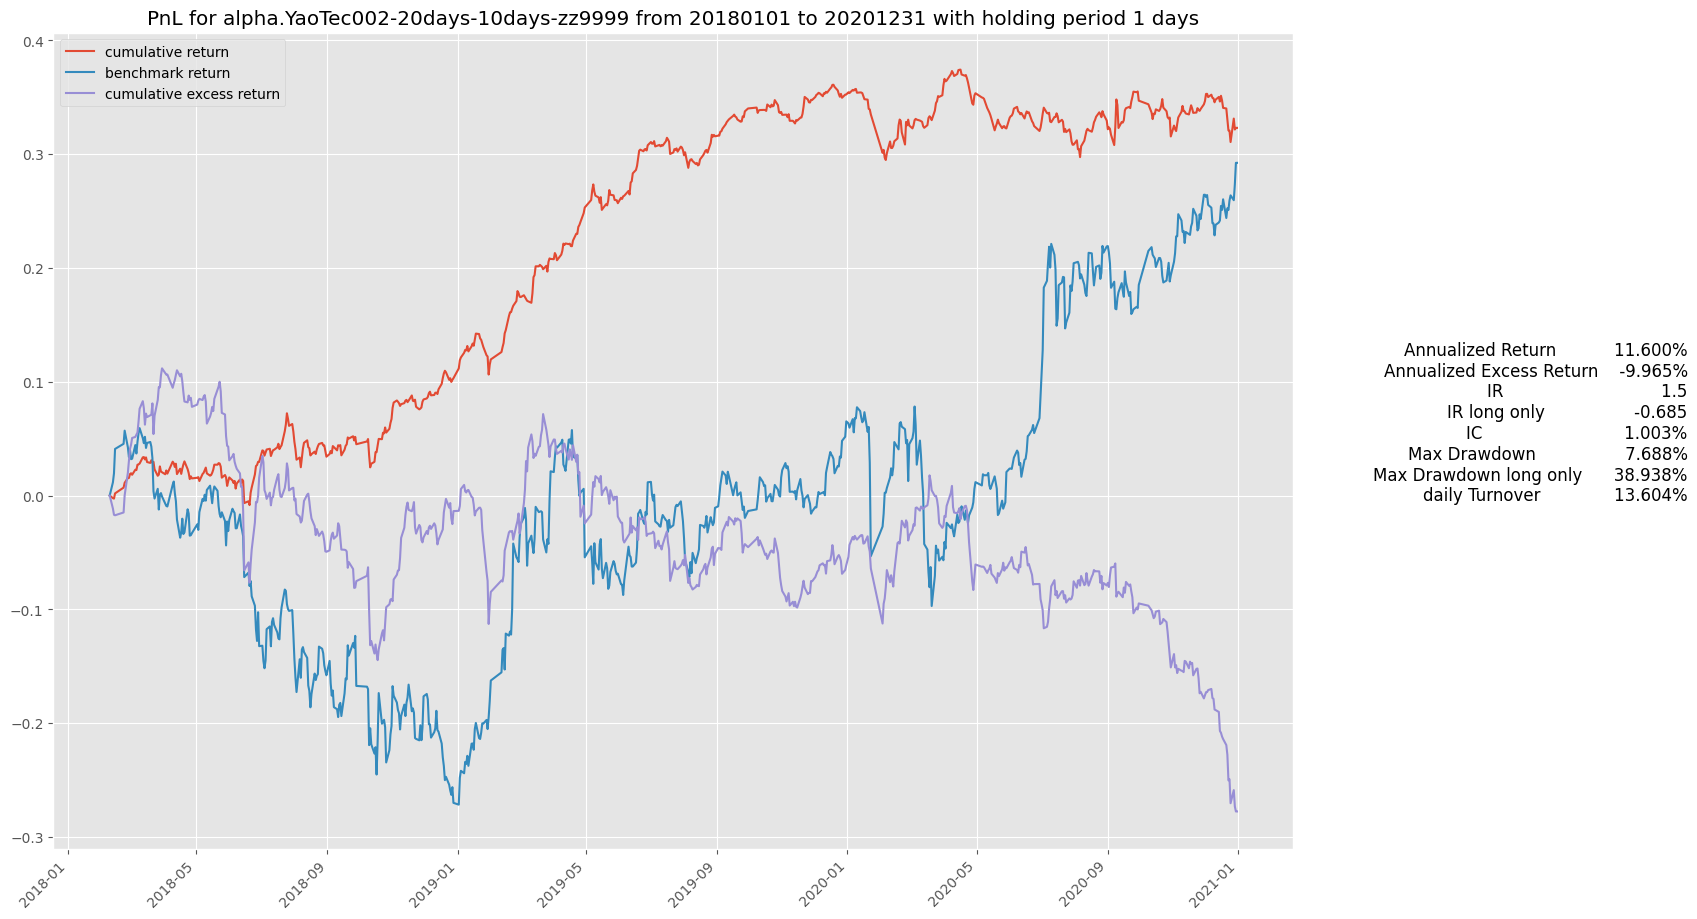 PnL for alpha.YaoTec002-20days-10days-zz9999 from 20180101 to 20201231 with holding period 1 days
cumulative return
benchmark return
cumulative excess return
0.4
0.3
0.2
0.1
0.0
−0.1
−0.2
−0.3
2018-01
2018-05
2018-09
2019-01
2019-05
2019-09
2020-01
2020-05
2020-09
2021-01
Annualized Return 11.600%
Annualized Excess Return -9.965%
IR 1.5
IR long only -0.685
IC 1.003%
Max Drawdown 7.688%
Max Drawdown long only 38.938%
daily Turnover 13.604%